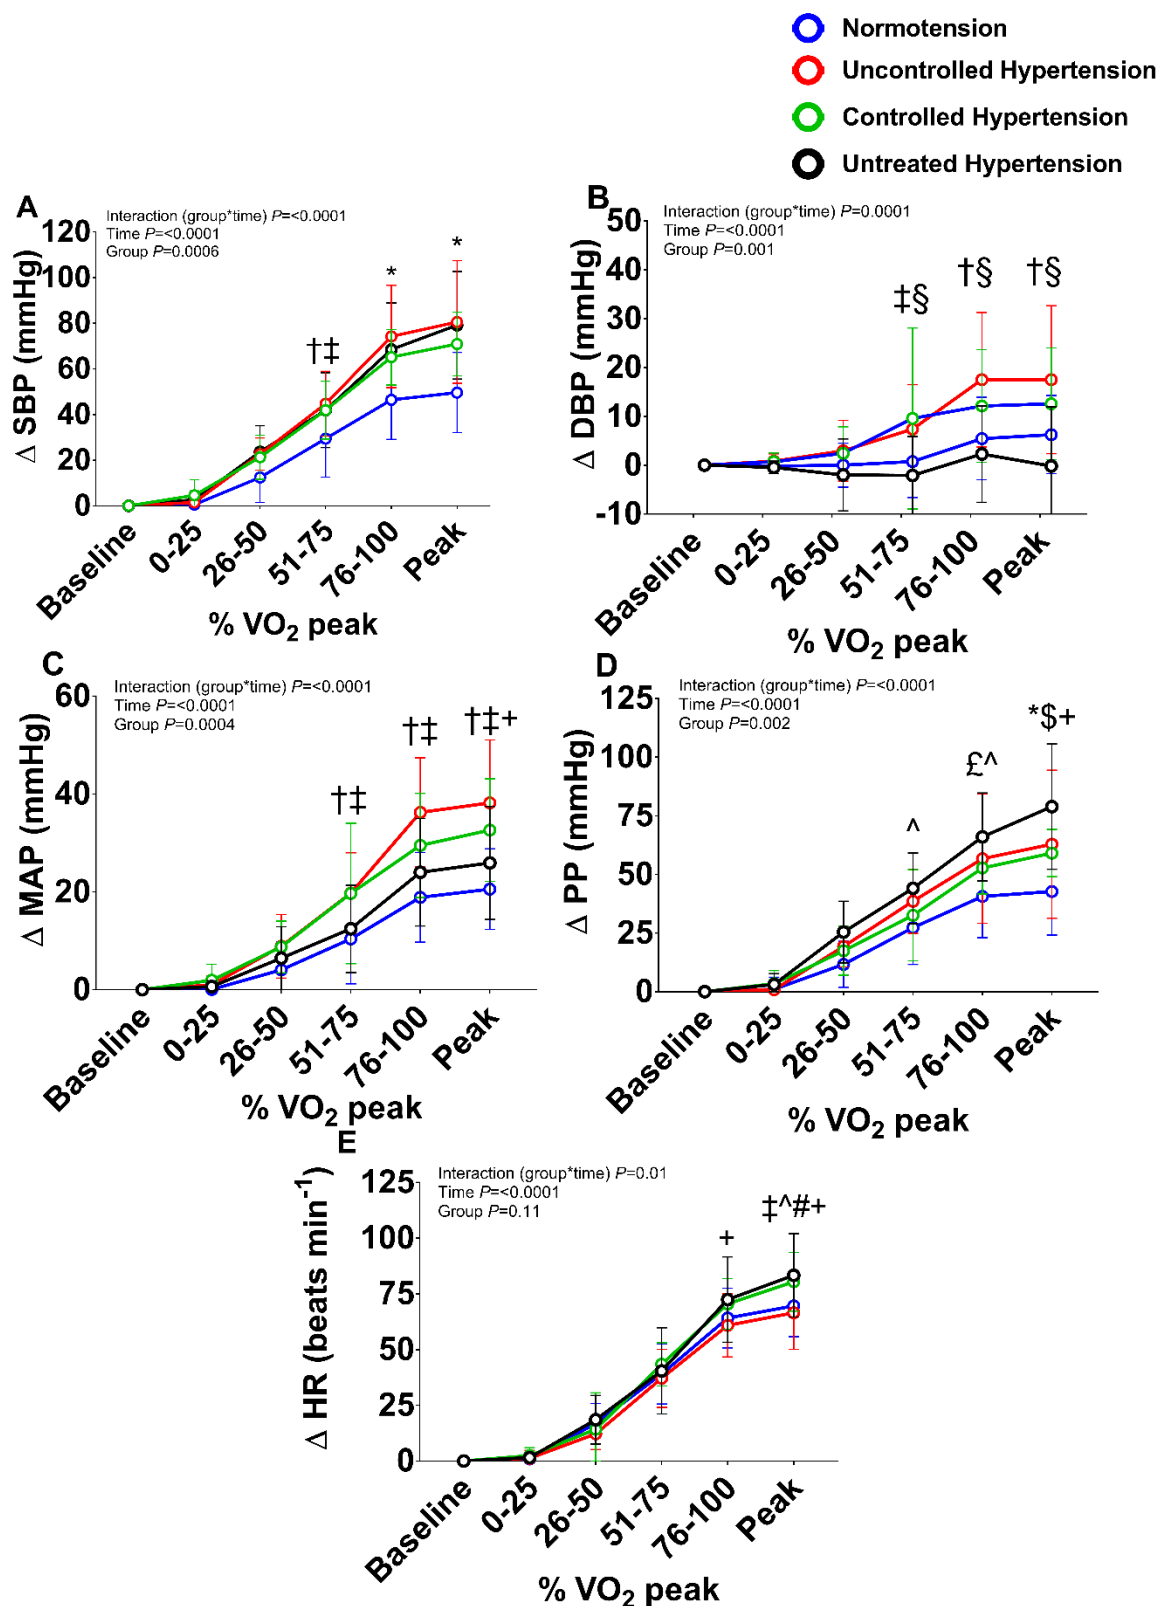 Normotension
Uncontrolled Hypertension
Controlled Hypertension
Untreated Hypertension
A
Interaction (group*time) P=<0.0001
Time P=<0.0001
Group P=0.0006
Δ SBP (mmHg)
120
100
80
60
40
20
0
†‡
*
*
Baseline
0-25
26-50
51-75
76-100
Peak
% VO2 peak
B
Interaction (group*time) P=0.0001
Time P=<0.0001
Group P=0.001
Δ DBP (mmHg)
50
40
30
20
10
0
-10
‡§
†§
†§
Baseline
0-25
26-50
51-75
76-100
Peak
% VO2 peak
C
Interaction (group*time) P=<0.0001
Time P=<0.0001
Group P=0.0004
Δ MAP (mmHg)
60
40
20
0
†‡
†‡
†‡+
Baseline
0-25
26-50
51-75
76-100
Peak
% VO2 peak
D
Interaction (group*time) P=<0.0001
Time P=<0.0001
Group P=0.002
Δ PP (mmHg)
125
100
75
50
25
0
^
£^
*$+
Baseline
0-25
26-50
51-75
76-100
Peak
% VO2 peak
E
Interaction (group*time) P=0.01
Time P=<0.0001
Group P=0.11
Δ HR (beats min-1)
125
100
75
50
25
0
+
‡^#+
Baseline
0-25
26-50
51-75
76-100
Peak
% VO2 peak